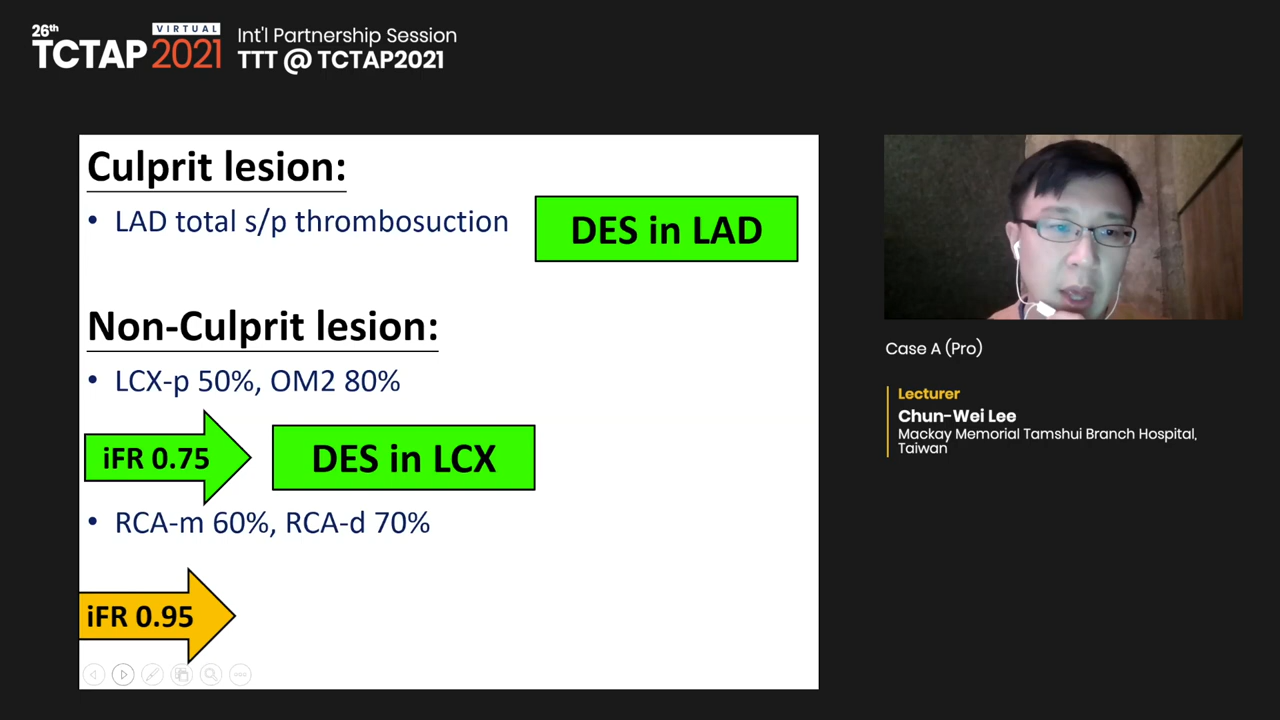 26th
VIRTUAL
TCTAP 2021
Int'l Partnership Session
TTT @ TCTAP2021
Culprit lesion:
• LAD total s/p thrombosuction
DES in LAD
Non-Culprit lesion:
• LCX-p 50%, OM2 80%
iFR 0.75
DES in LCX
• RCA-m 60%, RCA-d 70%
iFR 0.95
Case A (Pro)
Lecturer
Chun-Wei Lee
Mackay Memorial Tamshui Branch Hospital,
Taiwan